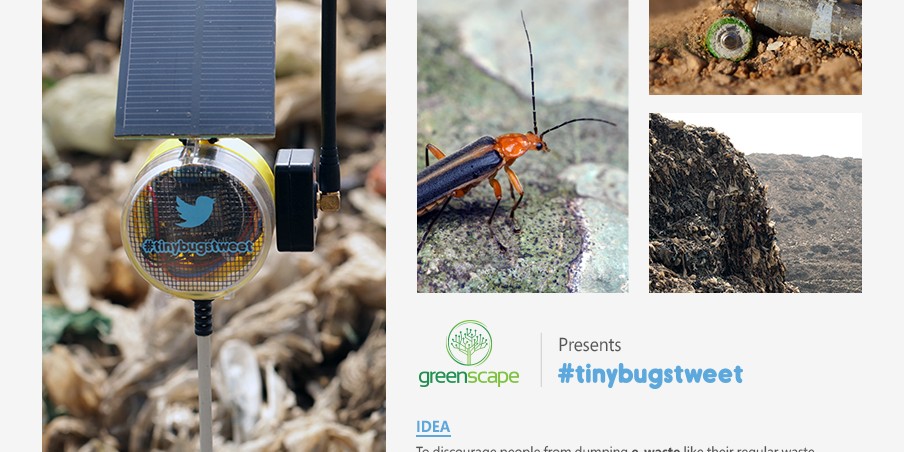 #tinybugstweet
greenscape
Presents
#tinybugstweet
IDEA
To discourage people from dumping e-waste like their regular waste,